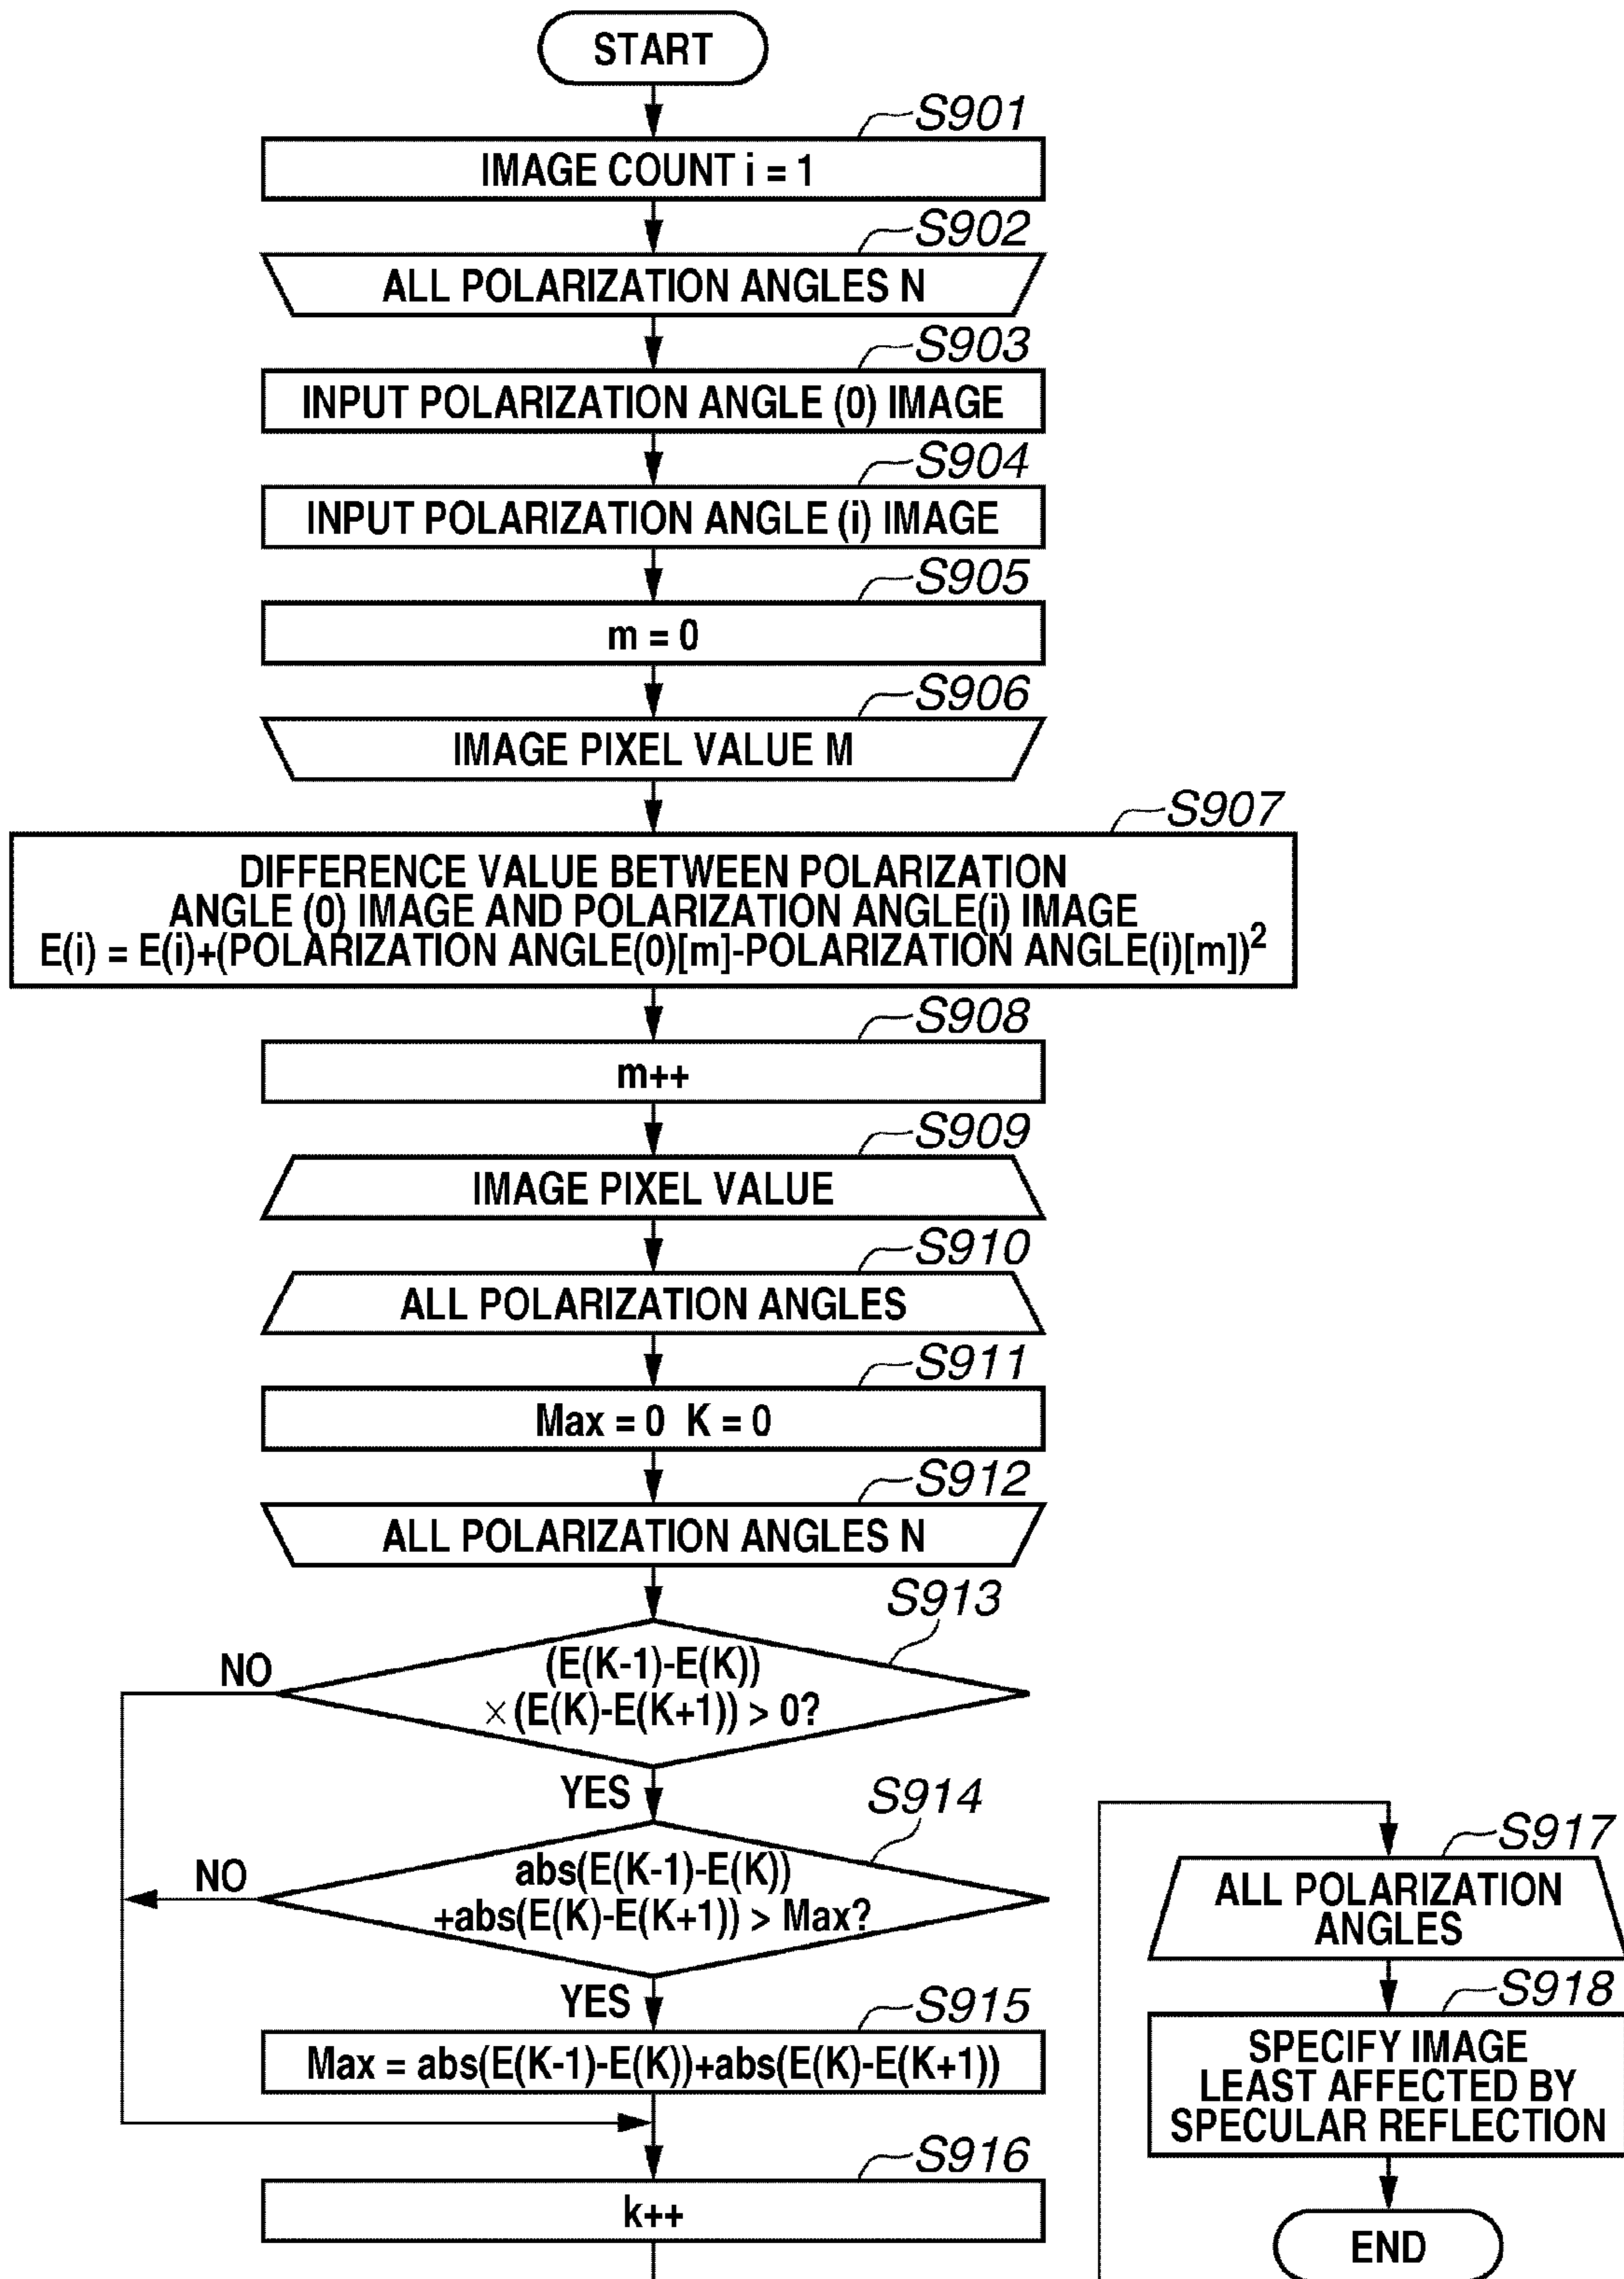 START
S901
IMAGE COUNT i = 1
S902
ALL POLARIZATION ANGLES N
S903
INPUT POLARIZATION ANGLE (0) IMAGE
S904
INPUT POLARIZATION ANGLE (i) IMAGE
S905
m = 0
S906
IMAGE PIXEL VALUE M
S907
DIFFERENCE VALUE BETWEEN POLARIZATION
ANGLE (0) IMAGE AND POLARIZATION ANGLE(i) IMAGE
E(i) = E(i)+(POLARIZATION ANGLE(0)[m]-POLARIZATION ANGLE(i)[m])²
S908
m++
S909
IMAGE PIXEL VALUE
S910
ALL POLARIZATION ANGLES
S911
Max = 0 K = 0
S912
ALL POLARIZATION ANGLES N
S913
(E(K-1)-E(K))
×(E(K)-E(K+1)) > 0?
NO
YES
S914
abs(E(K-1)-E(K))
+abs(E(K)-E(K+1)) > Max?
NO
YES
S915
Max = abs(E(K-1)-E(K))+abs(E(K)-E(K+1))
S916
k++
S917
ALL POLARIZATION
ANGLES
S918
SPECIFY IMAGE
LEAST AFFECTED BY
SPECULAR REFLECTION
END